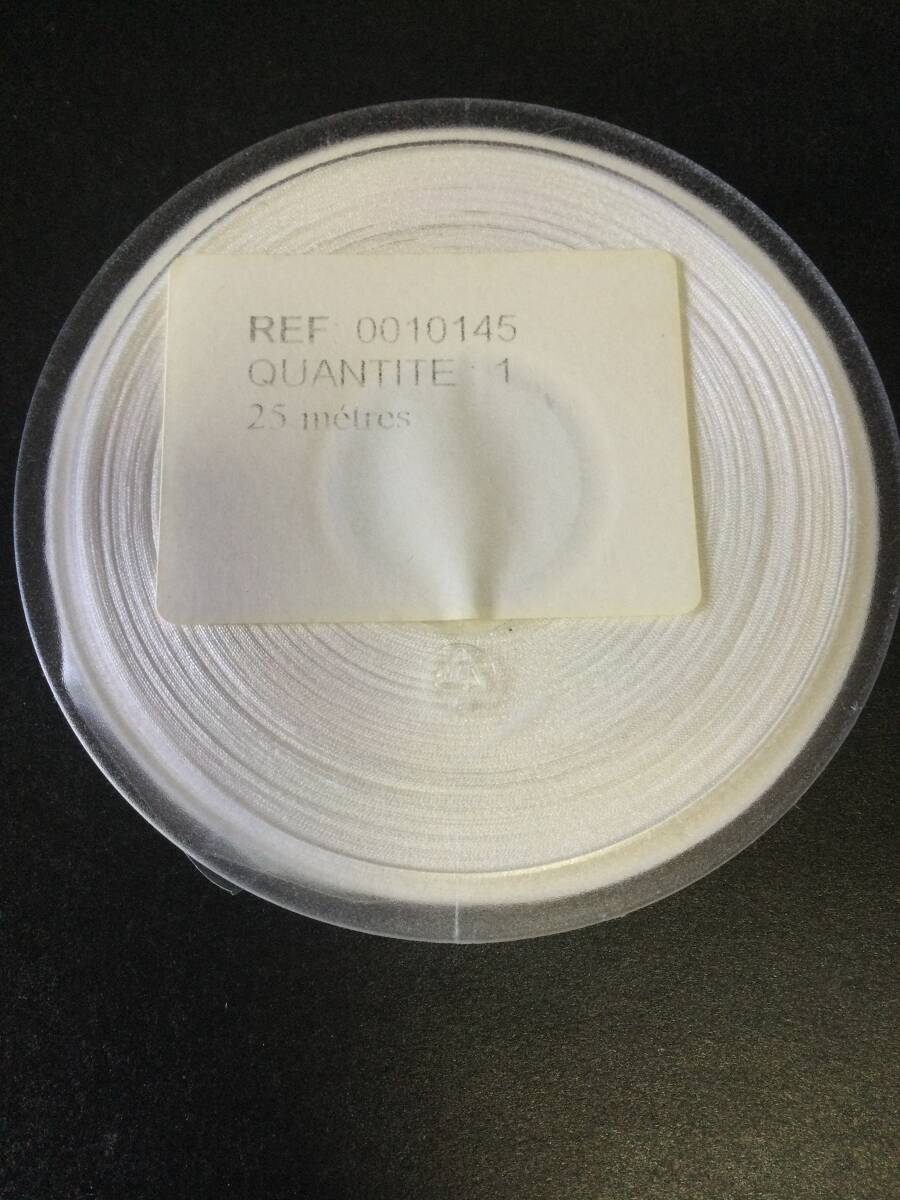 REF: 0010145
QUANTITE : 1
25 métres